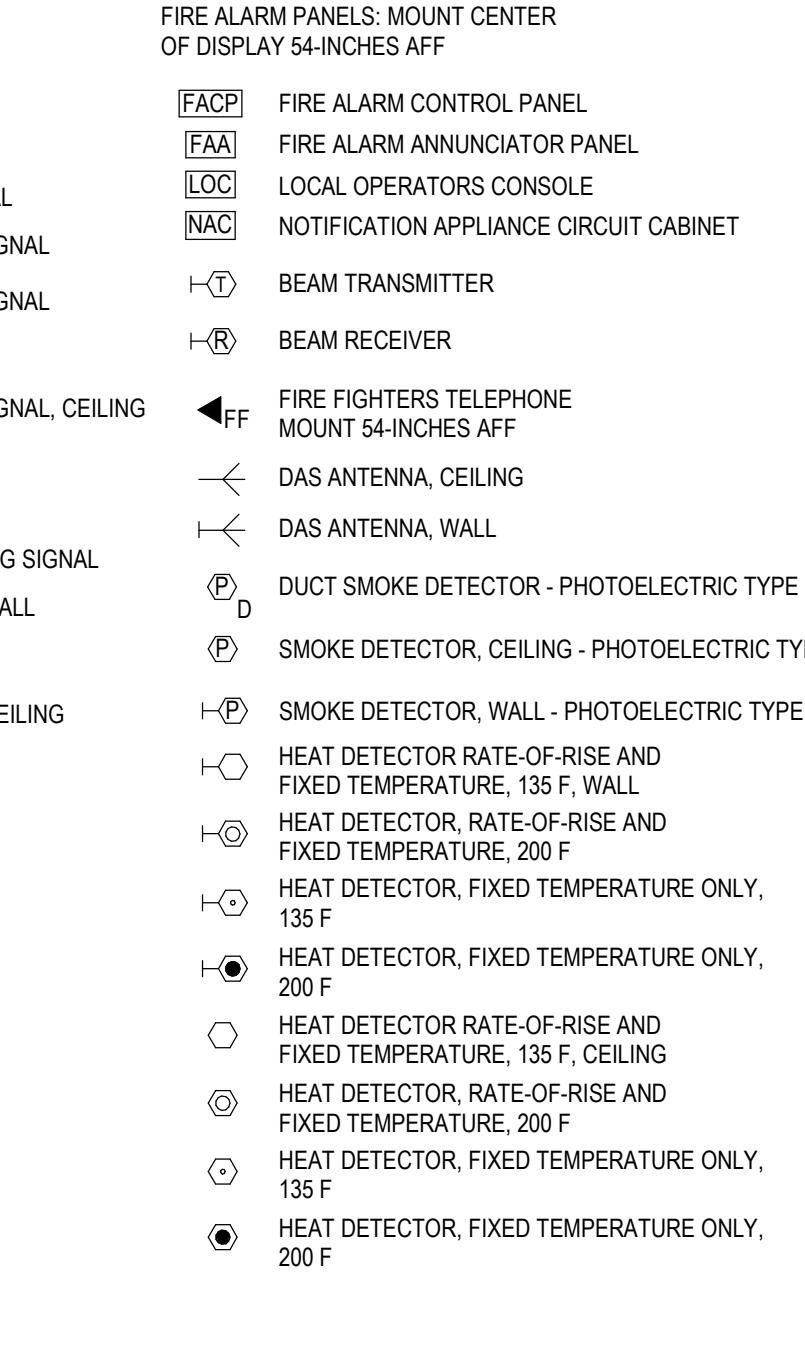 FIRE ALARM PANELS: MOUNT CENTER
OF DISPLAY 54-INCHES AFF
FACP FIRE ALARM CONTROL PANEL
FAA FIRE ALARM ANNUNCIATOR PANEL
LOC LOCAL OPERATORS CONSOLE
NAC NOTIFICATION APPLIANCE CIRCUIT CABINET
T BEAM TRANSMITTER
R BEAM RECEIVER
FF FIRE FIGHTERS TELEPHONE
MOUNT 54-INCHES AFF
DAS ANTENNA, CEILING
DAS ANTENNA, WALL
P D DUCT SMOKE DETECTOR - PHOTOELECTRIC TYPE
P SMOKE DETECTOR, CEILING - PHOTOELECTRIC
P SMOKE DETECTOR, WALL - PHOTOELECTRIC TYPE
HEAT DETECTOR RATE-OF-RISE AND
FIXED TEMPERATURE, 135 F, WALL
HEAT DETECTOR, RATE-OF-RISE AND
FIXED TEMPERATURE, 200 F
HEAT DETECTOR, FIXED TEMPERATURE ONLY,
135 F
HEAT DETECTOR, FIXED TEMPERATURE ONLY,
200 F
HEAT DETECTOR RATE-OF-RISE AND
FIXED TEMPERATURE, 135 F, CEILING
HEAT DETECTOR, RATE-OF-RISE AND
FIXED TEMPERATURE, 200 F
HEAT DETECTOR, FIXED TEMPERATURE ONLY,
135 F
HEAT DETECTOR, FIXED TEMPERATURE ONLY,
200 F
CEILING
SIGNAL